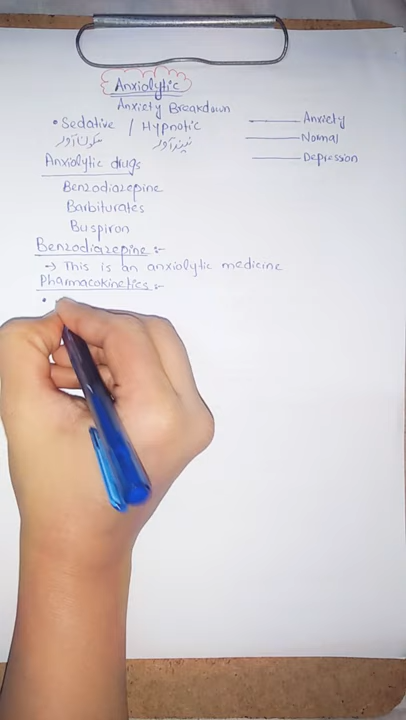 Anxiolytic
Anxiety Breakdown
• Sedative / Hypnotic
سکون آور نیند آور
Anxiety
Normal
Depression
Anxiolytic drugs
Benzodiazepine
Barbiturates
Buspiron
Benzodiazepine :-
→ This is an anxiolytic medicine
Pharmacokinetics :-
•